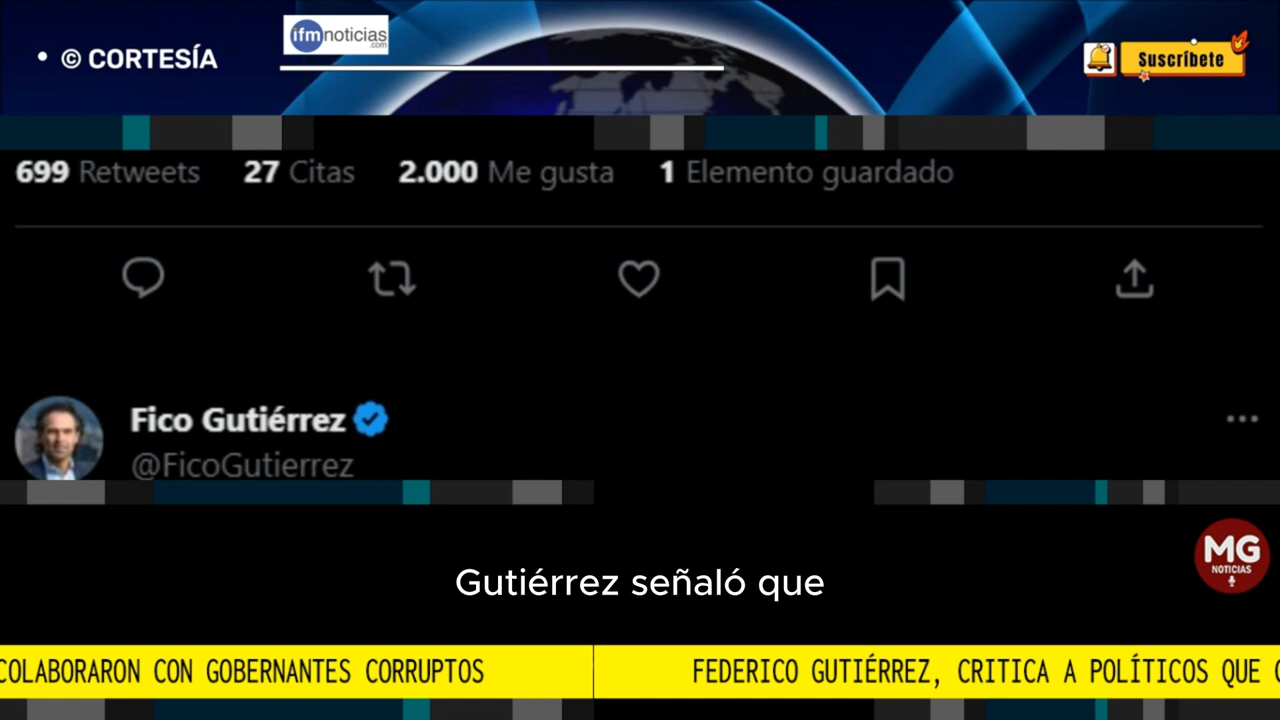 • © CORTESÍA
ifmnoticias
.com
Suscríbete
699 Retweets 27 Citas 2.000 Me gusta 1 Elemento guardado
Fico Gutiérrez
@FicoGutierrez
MG
NOTICIAS
Gutiérrez señaló que
COLABORARON CON GOBERNANTES CORRUPTOS FEDERICO GUTIÉRREZ, CRITICA A POLÍTICOS QUE